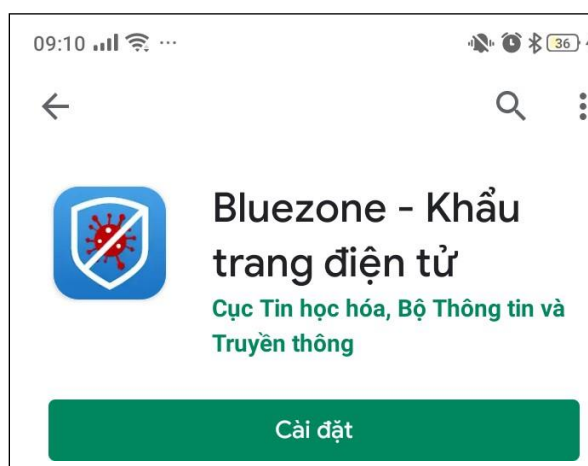 09:10
36
Bluezone - Khẩu
trang điện tử
Cục Tin học hóa, Bộ Thông tin và
Truyền thông
Cài đặt